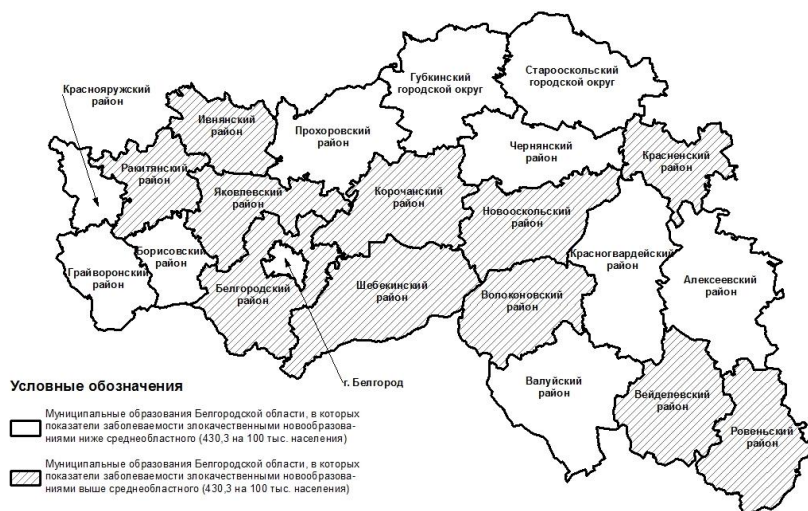 Краснояружский
район
Ивнянский
район
Прохоровский
район
Губкинский
городской округ
Старооскольский
городской округ
Чернянский
район
Красненский
район
Ракитянский
район
Яковлевский
район
Корочанский
район
Новооскольский
район
Грайворонский
район
Борисовский
район
Белгородский
район
Шебекинский
район
Волоконовский
район
Красногвардейский
район
Алексеевский
район
г. Белгород
Валуйский
район
Вейделевский
район
Ровеньский
район
Условные обозначения
Муниципальные образования Белгородской области, в которых
показатели заболеваемости злокачественными новообразова-
ниями ниже среднеобластного (430,3 на 100 тыс. населения)
Муниципальные образования Белгородской области, в которых
показатели заболеваемости злокачественными новообразова-
ниями выше среднеобластного (430,3 на 100 тыс. населения)